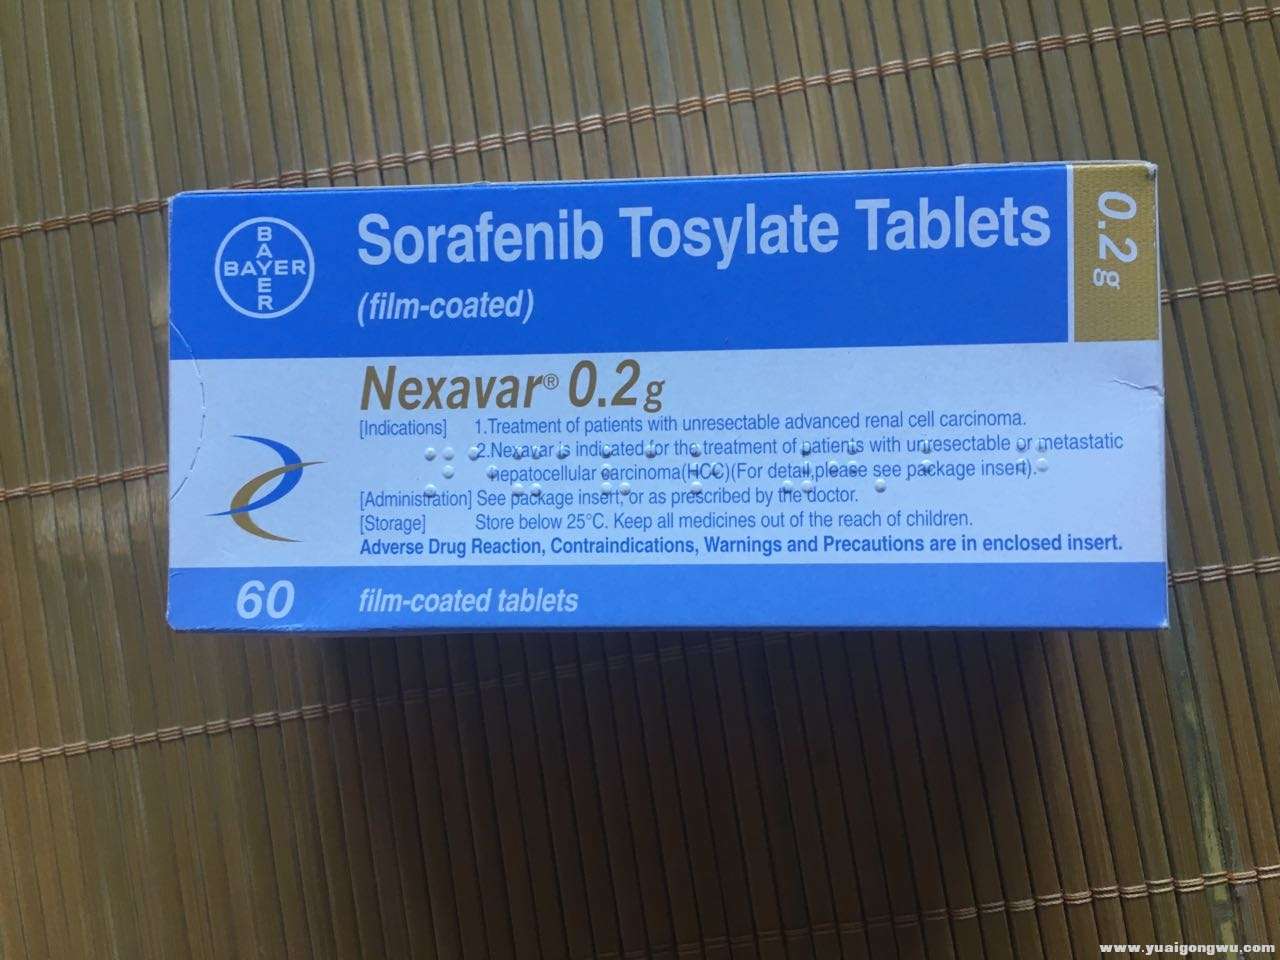 BAYER
BAYER
Sorafenib Tosylate Tablets
(film-coated)
0.2g
Nexavar® 0.2g
[Indications] 1.Treatment of patients with unresectable advanced renal cell carcinoma.
2.Nexavar is indicated for the treatment of patients with unresectable or metastatic
hepatocellular carcinoma(HCC)(For detail,please see package insert).
[Administration] See package insert, or as prescribed by the doctor.
[Storage] Store below 25°C. Keep all medicines out of the reach of children.
Adverse Drug Reaction, Contraindications, Warnings and Precautions are in enclosed insert.
60 film-coated tablets
www.yuaigongwu.com